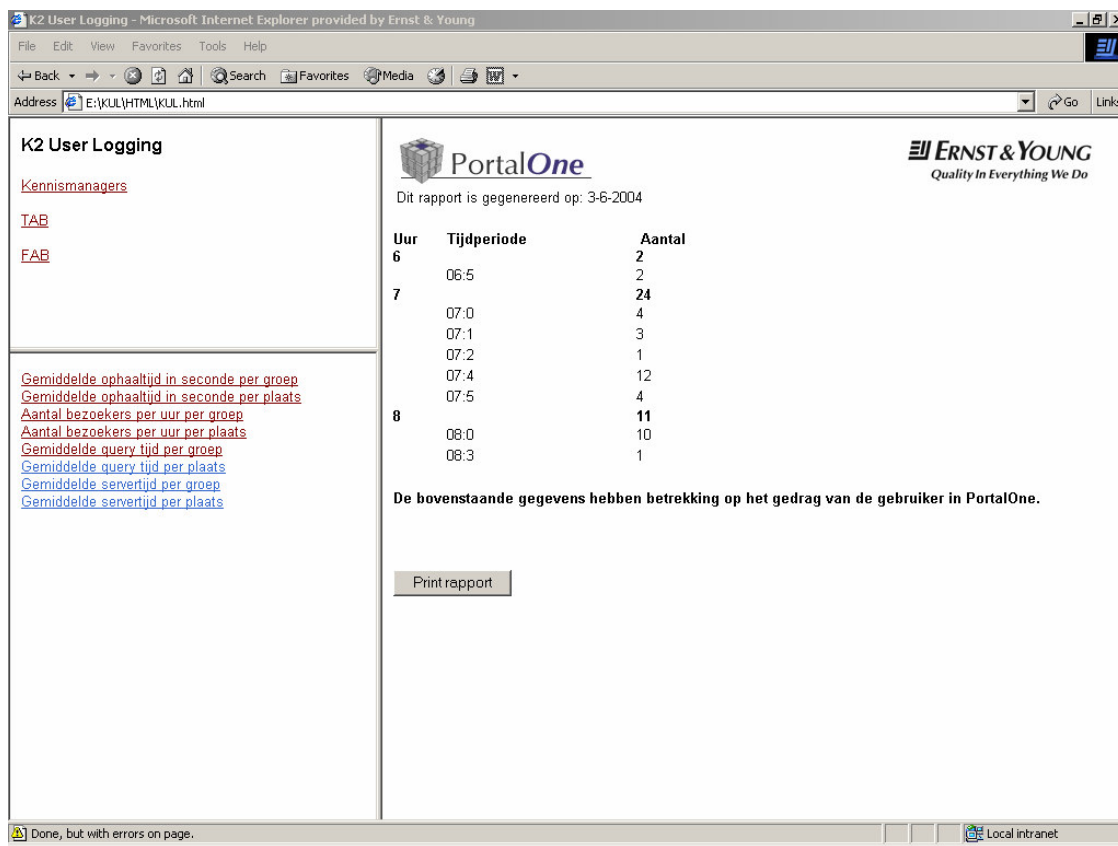 K2 User Logging - Microsoft Internet Explorer provided by Ernst & Young
File Edit View Favorites Tools Help
Back Search Favorites Media
Address E:\KUL\HTML\KUL.html Go Links
K2 User Logging
Kennismanagers
TAB
FAB
Gemiddelde ophaaltijd in seconde per groep
Gemiddelde ophaaltijd in seconde per plaats
Aantal bezoekers per uur per groep
Aantal bezoekers per uur per plaats
Gemiddelde query tijd per groep
Gemiddelde query tijd per plaats
Gemiddelde servertijd per groep
Gemiddelde servertijd per plaats
PortalOne
ERNST & YOUNG
Quality In Everything We Do
Dit rapport is gegenereerd op: 3-6-2004
Uur Tijdperiode Aantal
6 2
06:5 2
7 24
07:0 4
07:1 3
07:2 1
07:4 12
07:5 4
8 11
08:0 10
08:3 1
De bovenstaande gegevens hebben betrekking op het gedrag van de gebruiker in PortalOne.
Print rapport
Done, but with errors on page. Local intranet